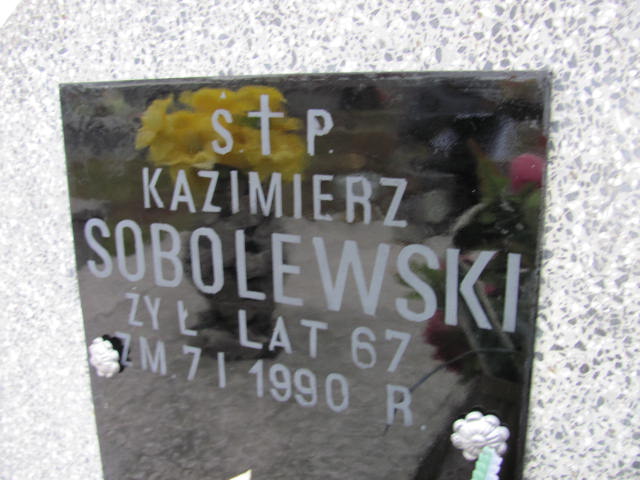 Ś.†P.
KAZIMIERZ
SOBOLEWSKI
ŻYŁ LAT 67
ZM. 7 I 1990 R.